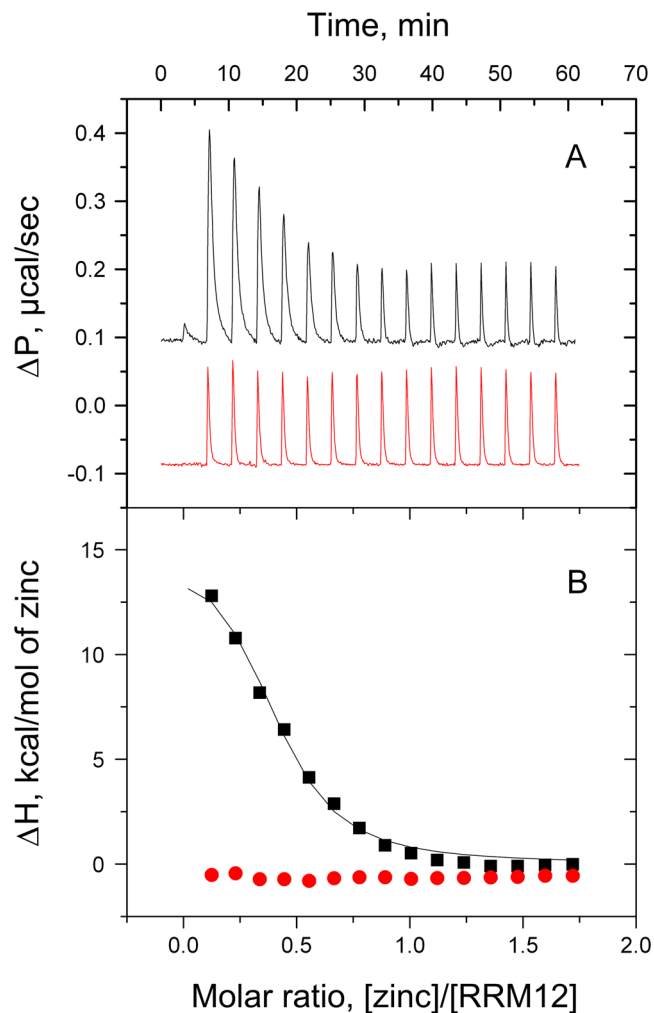 Time, min
0 10 20 30 40 50 60 70
A
ΔP, μcal/sec
0.4
0.3
0.2
0.1
0.0
-0.1
B
ΔH, kcal/mol of zinc
15
10
5
0
0.0 0.5 1.0 1.5 2.0
Molar ratio, [zinc]/[RRM12]